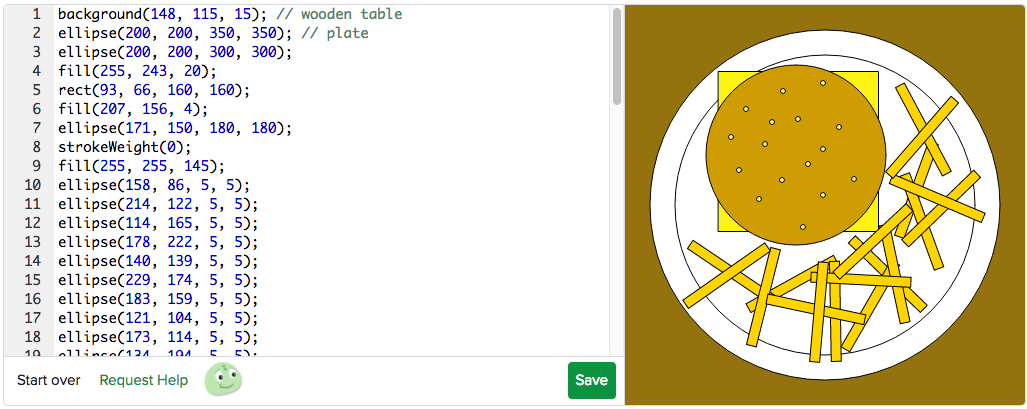 1 background(148, 115, 15); // wooden table
2 ellipse(200, 200, 350, 350); // plate
3 ellipse(200, 200, 300, 300);
4 fill(255, 243, 20);
5 rect(93, 66, 160, 160);
6 fill(207, 156, 4);
7 ellipse(171, 150, 180, 180);
8 strokeWeight(0);
9 fill(255, 255, 145);
10 ellipse(158, 86, 5, 5);
11 ellipse(214, 122, 5, 5);
12 ellipse(114, 165, 5, 5);
13 ellipse(178, 222, 5, 5);
14 ellipse(140, 139, 5, 5);
15 ellipse(229, 174, 5, 5);
16 ellipse(183, 159, 5, 5);
17 ellipse(121, 104, 5, 5);
18 ellipse(173, 114, 5, 5);
19 ellipse(134, 194, 5, 5);
Start over Request Help Save